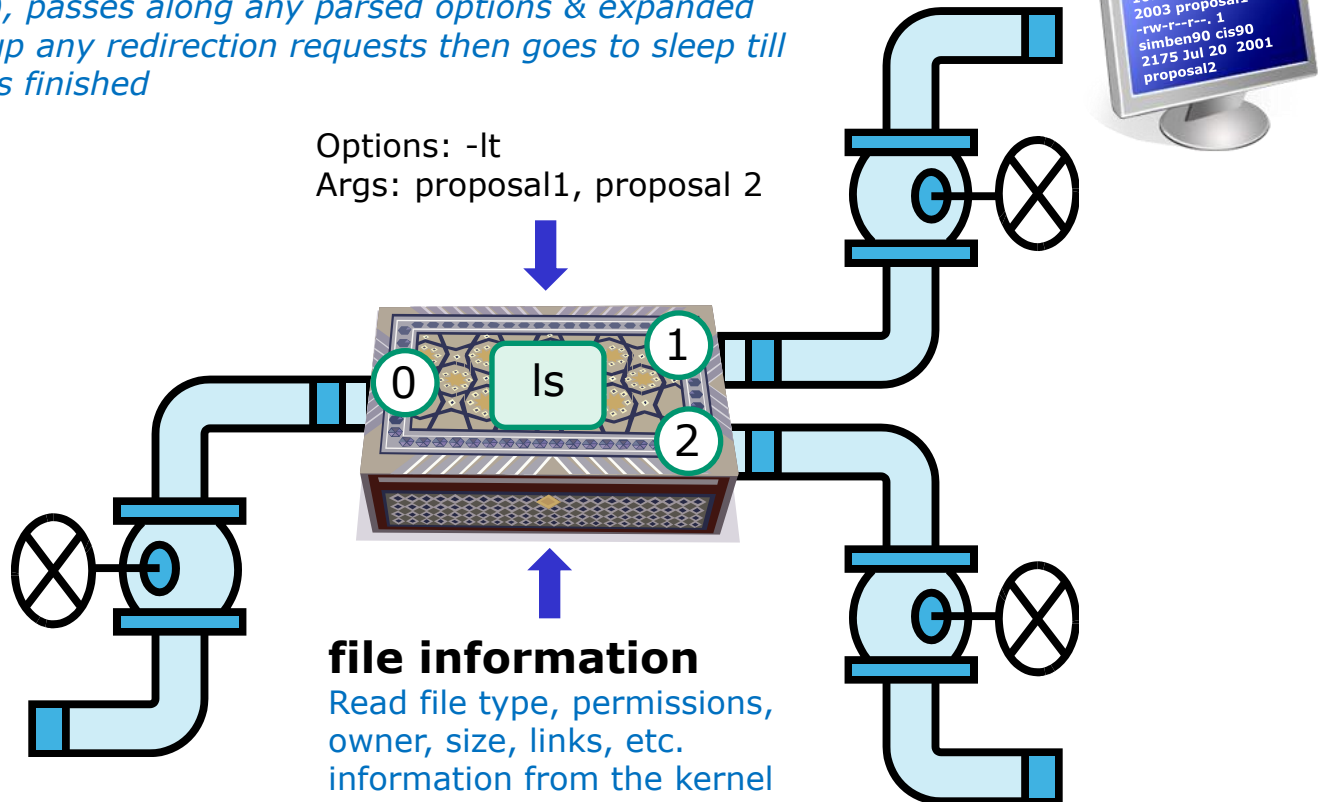 , passes along any parsed options & expanded
up any redirection requests then goes to sleep till
s finished
2003 proposal1
-rw-r--r--. 1
simben90 cis90
2175 Jul 20 2001
proposal2
Options: -lt
Args: proposal1, proposal 2
0
ls
1
2
file information
Read file type, permissions,
owner, size, links, etc.
information from the kernel